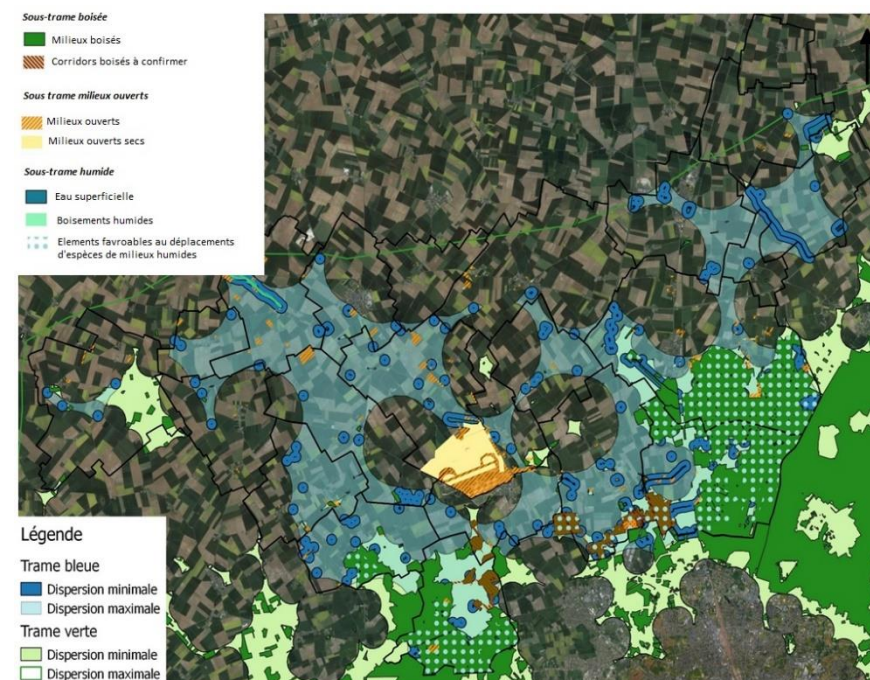 Sous-trame boisée
Milieux boisés
Corridors boisés à confirmer
Sous trame milieux ouverts
Milieux ouverts
Milieux ouverts secs
Sous-trame humide
Eau superficielle
Boisements humides
Elements favroables au déplacements
d'espèces de milieux humides
Légende
Trame bleue
Dispersion minimale
Dispersion maximale
Trame verte
Dispersion minimale
Dispersion maximale